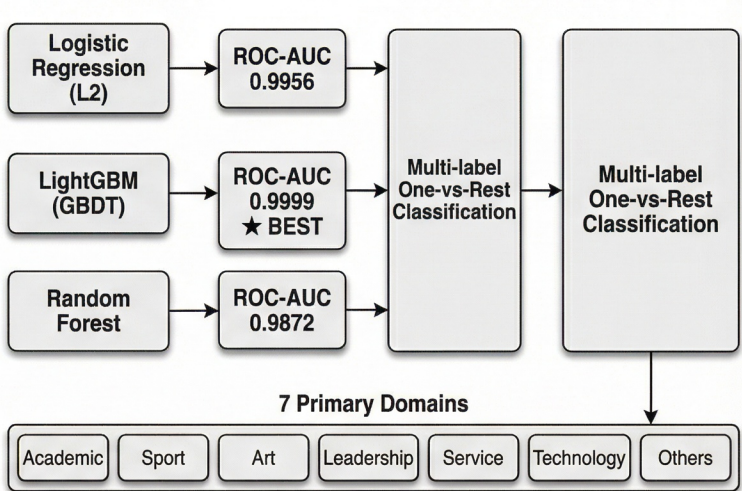 Logistic
Regression
(L2)
ROC-AUC
0.9956
LightGBM
(GBDT)
ROC-AUC
0.9999
★ BEST
Random
Forest
ROC-AUC
0.9872
Multi-label
One-vs-Rest
Classification
Multi-label
One-vs-Rest
Classification
7 Primary Domains
Academic
Sport
Art
Leadership
Service
Technology
Others